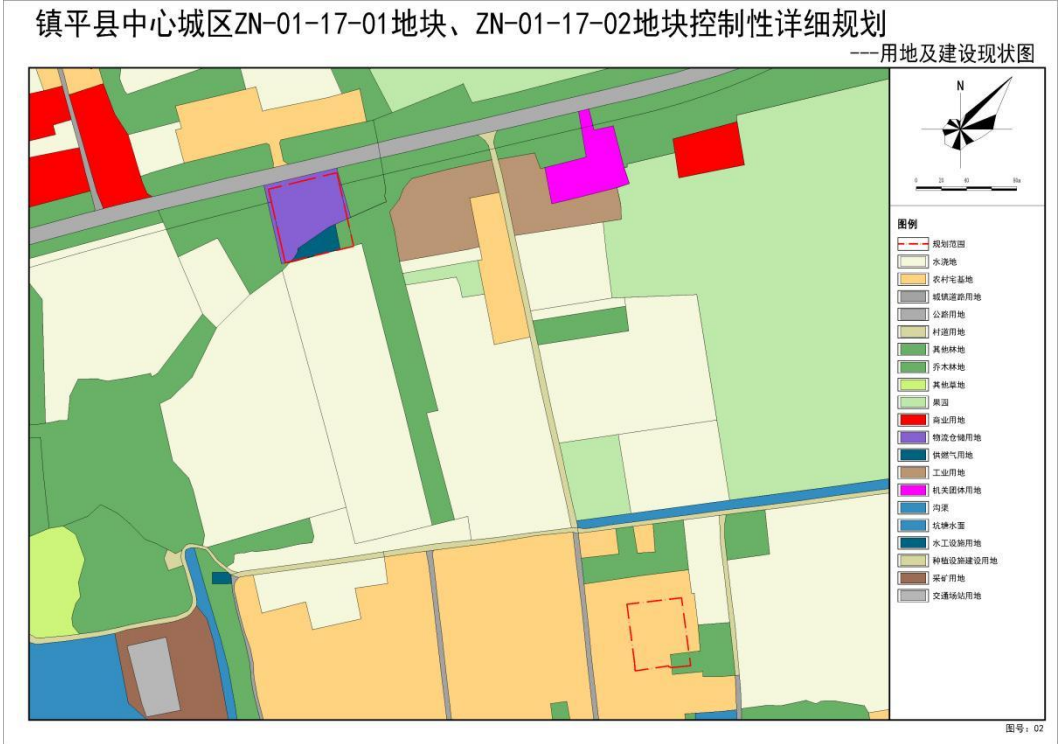 镇平县中心城区ZN-01-17-01地块、ZN-01-17-02地块控制性详细规划
---用地及建设现状图
N
0 20 40 80m
图例
规划范围
水浇地
农村宅基地
城镇道路用地
公路用地
村道用地
其他林地
乔木林地
其他草地
果园
商业用地
物流仓储用地
供燃气用地
工业用地
机关团体用地
沟渠
坑塘水面
水工设施用地
种植设施建设用地
采矿用地
交通场站用地
图号：02